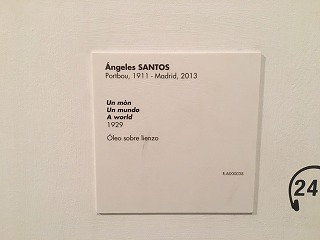 Ángeles SANTOS
Portbou, 1911 - Madrid, 2013
Un món
Un mundo
A world
1929
Óleo sobre lienzo
24